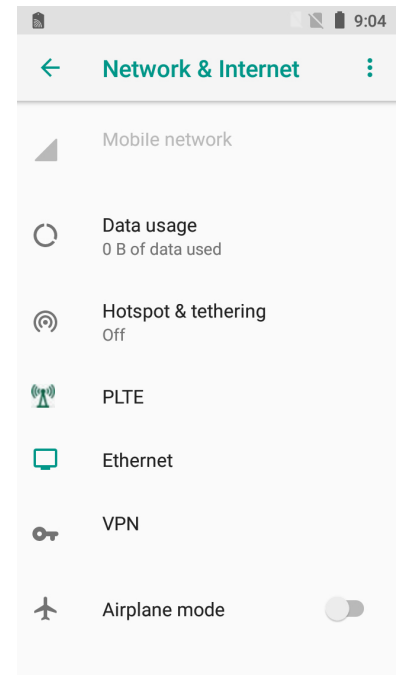 9:04
Network & Internet
Mobile network
Data usage
0 B of data used
Hotspot & tethering
Off
PLTE
Ethernet
VPN
Airplane mode